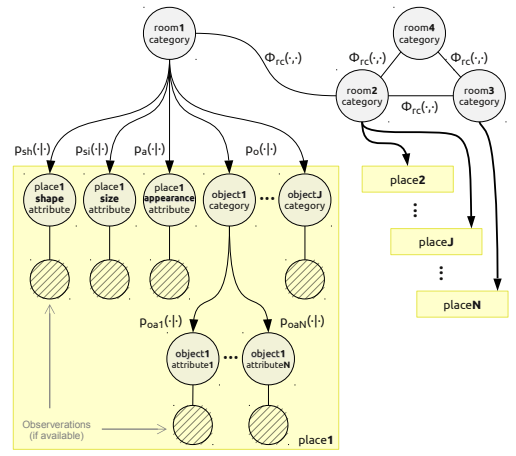 room1
category
room4
category
Φrc(·,·)
Φrc(·,·)
Φrc(·,·)
room2
category
room3
category
Φrc(·,·)
psh(·|·)
psi(·|·)
pa(·|·)
po(·|·)
place1
shape
attribute
place1
size
attribute
place1
appearance
attribute
object1
category
...
objectJ
category
place2
...
placeJ
...
placeN
poa1(·|·)
poaN(·|·)
object1
attribute1
...
object1
attributeN
Observerations
(if available)
place1